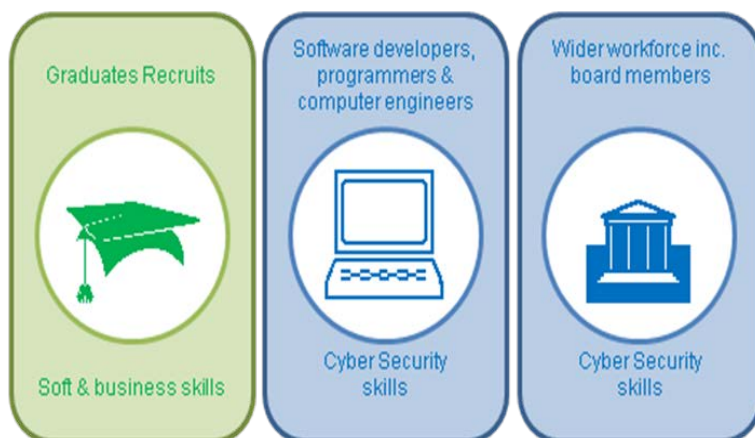 Graduates Recruits
Soft & business skills
Software developers,
programmers &
computer engineers
Cyber Security
skills
Wider workforce inc.
board members
Cyber Security
skills